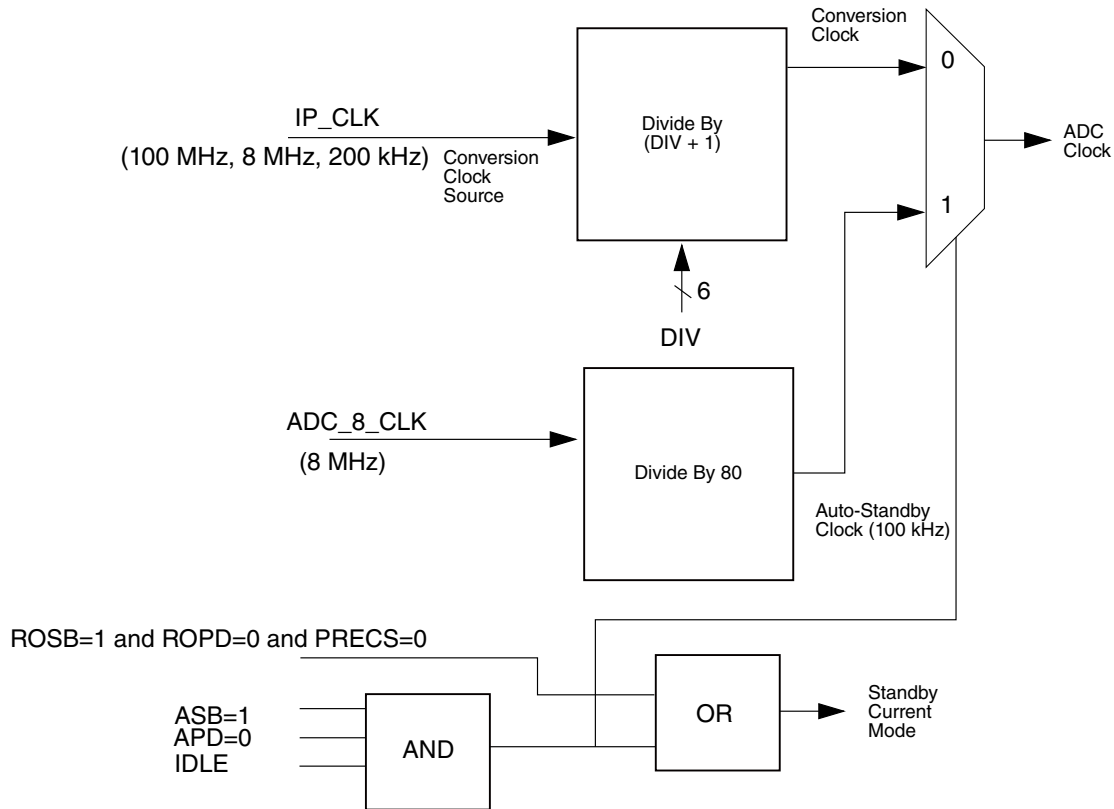 Conversion
Clock
0
IP_CLK
(100 MHz, 8 MHz, 200 kHz)
Conversion
Clock
Source
Divide By
(DIV + 1)
ADC
Clock
1
6
DIV
ADC_8_CLK
(8 MHz)
Divide By 80
Auto-Standby
Clock (100 kHz)
ROSB=1 and ROPD=0 and PRECS=0
ASB=1
APD=0
IDLE
AND
OR
Standby
Current
Mode